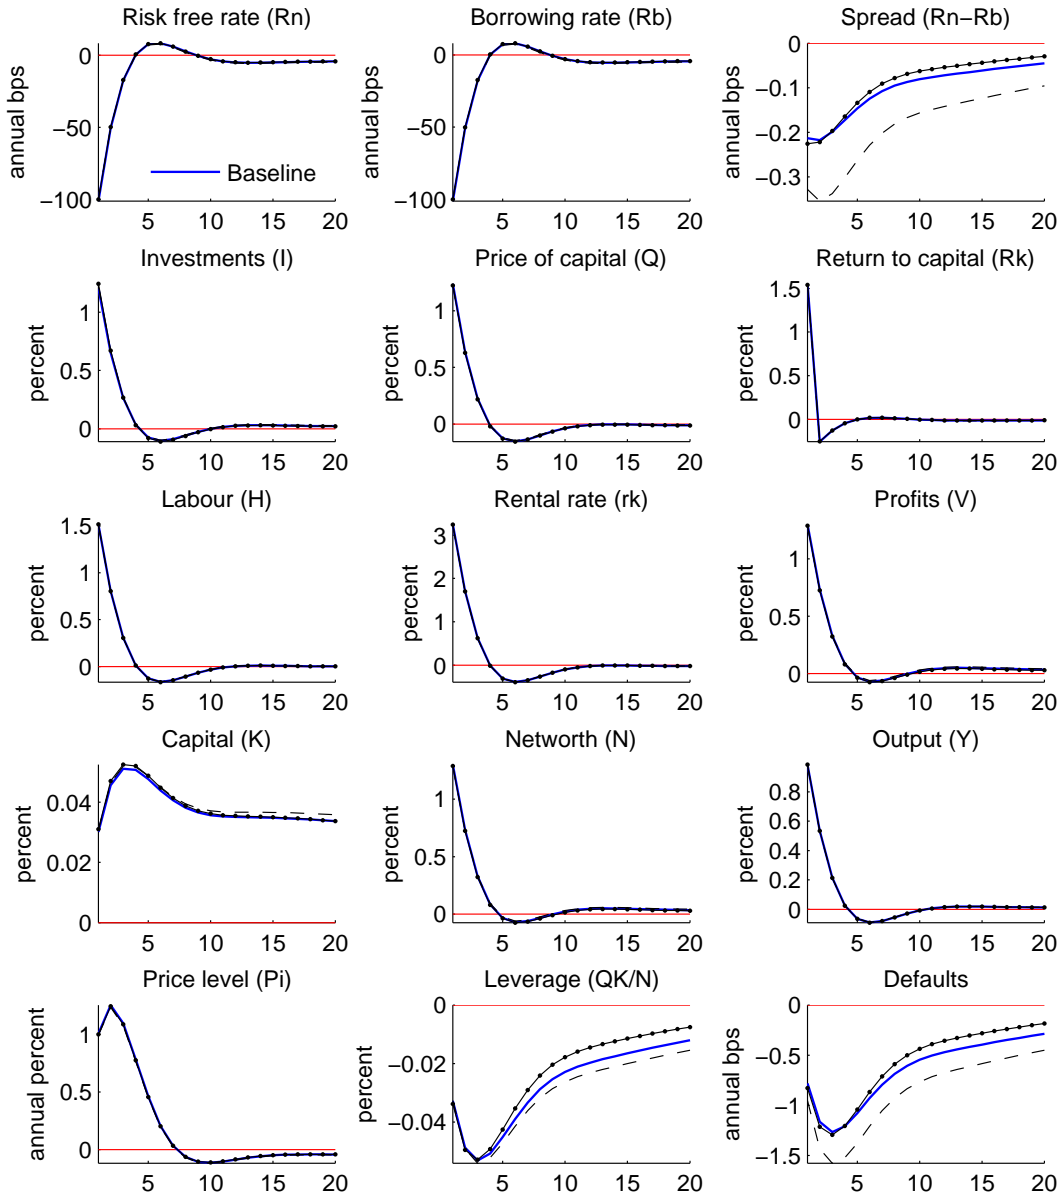 Risk free rate (Rn)
annual bps
0
−50
−100
Baseline
5 10 15 20
Borrowing rate (Rb)
annual bps
0
−50
−100
5 10 15 20
Spread (Rn−Rb)
annual bps
0
−0.1
−0.2
−0.3
5 10 15 20
Investments (I)
percent
1
0.5
0
5 10 15 20
Price of capital (Q)
percent
1
0.5
0
5 10 15 20
Return to capital (Rk)
percent
1.5
1
0.5
0
5 10 15 20
Labour (H)
percent
1.5
1
0.5
0
5 10 15 20
Rental rate (rk)
percent
3
2
1
0
5 10 15 20
Profits (V)
percent
1
0.5
0
5 10 15 20
Capital (K)
percent
0.04
0.02
0
5 10 15 20
Networth (N)
percent
1
0.5
0
5 10 15 20
Output (Y)
percent
0.8
0.6
0.4
0.2
0
5 10 15 20
Price level (Pi)
annual percent
1
0.5
0
5 10 15 20
Leverage (QK/N)
percent
0
−0.02
−0.04
5 10 15 20
Defaults
annual bps
0
−0.5
−1
−1.5
5 10 15 20